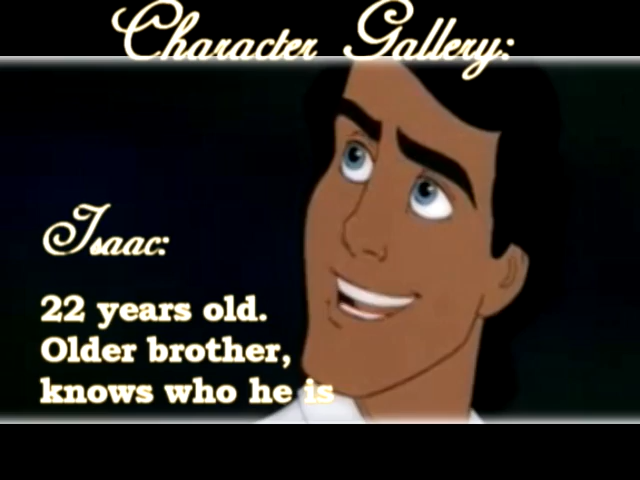 Character Gallery:
Isaac:
22 years old.
Older brother,
knows who he is